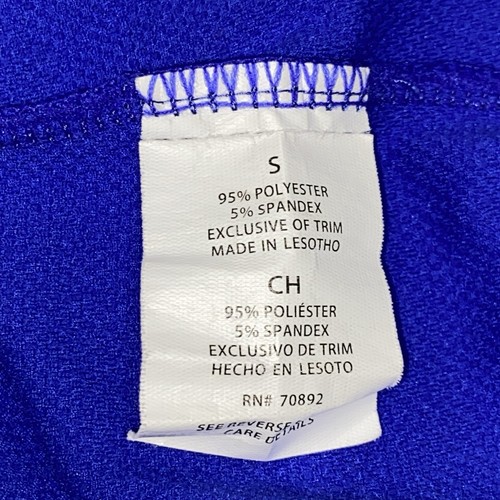 S
95% POLYESTER
5% SPANDEX
EXCLUSIVE OF TRIM
MADE IN LESOTHO
CH
95% POLIÉSTER
5% SPANDEX
EXCLUSIVO DE TRIM
HECHO EN LESOTO
RN# 70892
SEE REVERSE
CARE DETAILS